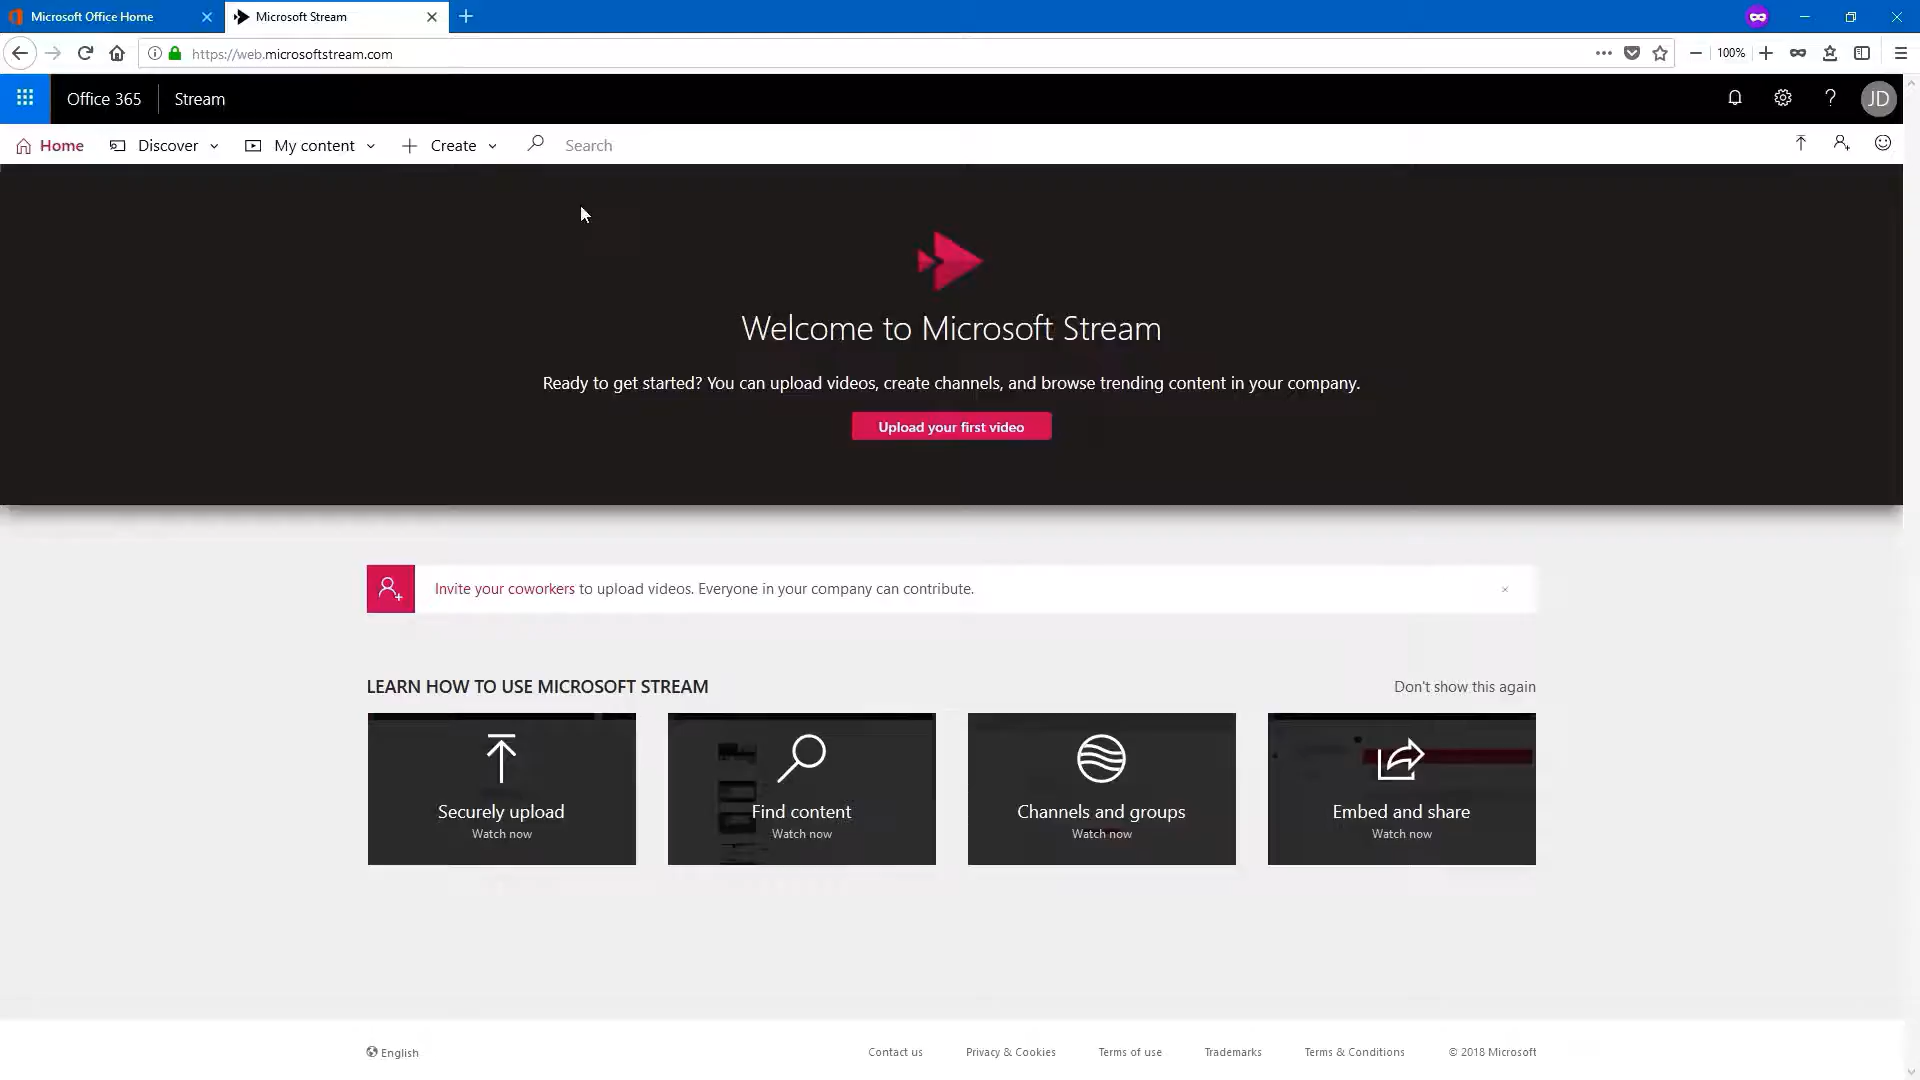 Microsoft Office Home
Microsoft Stream
https://web.microsoftstream.com
100%
Office 365
Stream
JD
Home
Discover
My content
Create
Search
Welcome to Microsoft Stream
Ready to get started? You can upload videos, create channels, and browse trending content in your company.
Upload your first video
Invite your coworkers to upload videos. Everyone in your company can contribute.
LEARN HOW TO USE MICROSOFT STREAM
Don't show this again
Securely upload
Watch now
Find content
Watch now
Channels and groups
Watch now
Embed and share
Watch now
English
Contact us
Privacy & Cookies
Terms of use
Trademarks
Terms & Conditions
© 2018 Microsoft